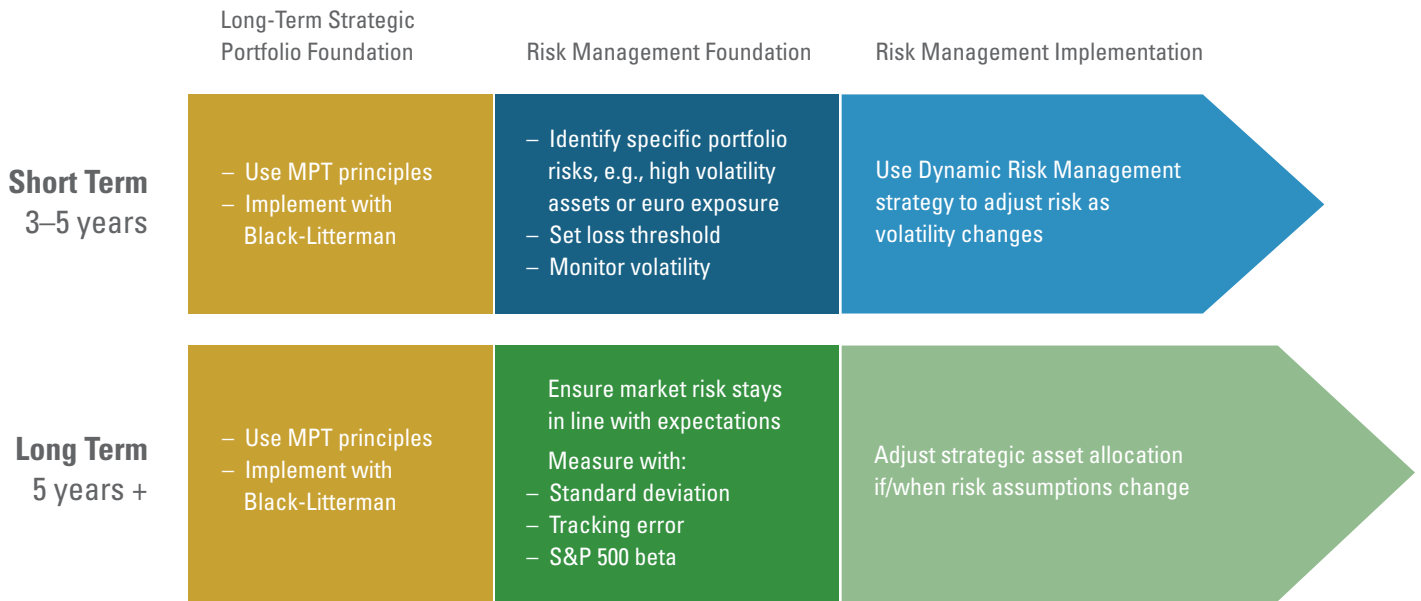 Long-Term Strategic
Portfolio Foundation
Risk Management Foundation
Risk Management Implementation
Short Term
3–5 years
– Use MPT principles
– Implement with
Black-Litterman
– Identify specific portfolio
risks, e.g., high volatility
assets or euro exposure
– Set loss threshold
– Monitor volatility
Use Dynamic Risk Management
strategy to adjust risk as
volatility changes
Long Term
5 years +
– Use MPT principles
– Implement with
Black-Litterman
Ensure market risk stays
in line with expectations
Measure with:
– Standard deviation
– Tracking error
– S&P 500 beta
Adjust strategic asset allocation
if/when risk assumptions change